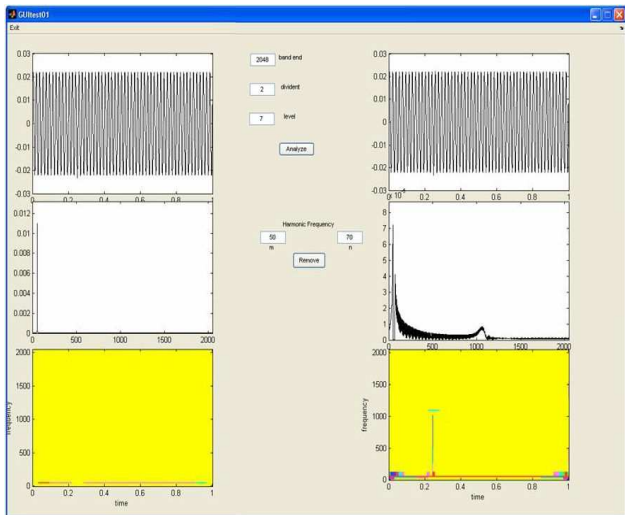 GUItest01
Exit
0.03
0.02
0.01
0
-0.01
-0.02
-0.03
0 0.2 0.4 0.6 0.8
2048 band end
2 divident
7 level
Analyze
0.03
0.02
0.01
0
-0.01
-0.02
-0.03
0 0.2 0.4 0.6 0.8 1
0.012
0.01
0.008
0.006
0.004
0.002
0
0 500 1000 1500 2000
Harmonic Frequency
50 70
m n
Remove
8
7
6
5
4
3
2
1
0
0 500 1000 1500 2000
2000
1500
1000
500
0
frequency
0 0.2 0.4 0.6 0.8 1
time
2000
1500
1000
500
0
frequency
0 0.2 0.4 0.6 0.8 1
time